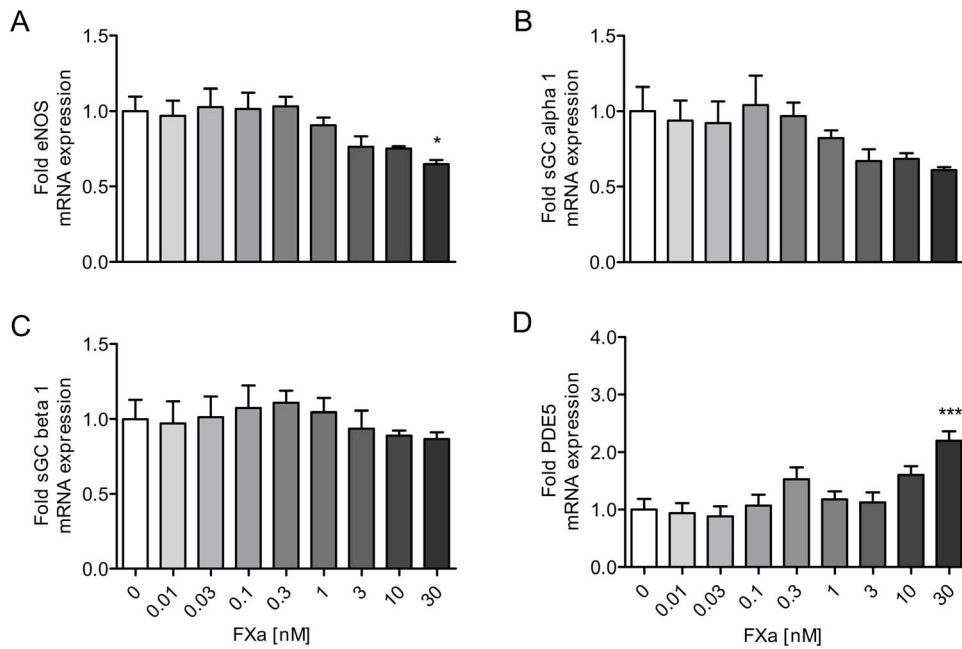 A
Fold eNOS
mRNA expression
1.5
1.0
0.5
0.0
*
B
Fold sGC alpha 1
mRNA expression
1.5
1.0
0.5
0.0
C
Fold sGC beta 1
mRNA expression
1.5
1.0
0.5
0.0
0 0.01 0.03 0.1 0.3 1 3 10 30
FXa [nM]
D
Fold PDE5
mRNA expression
4.0
3.0
2.0
1.0
0.0
***
0 0.01 0.03 0.1 0.3 1 3 10 30
FXa [nM]